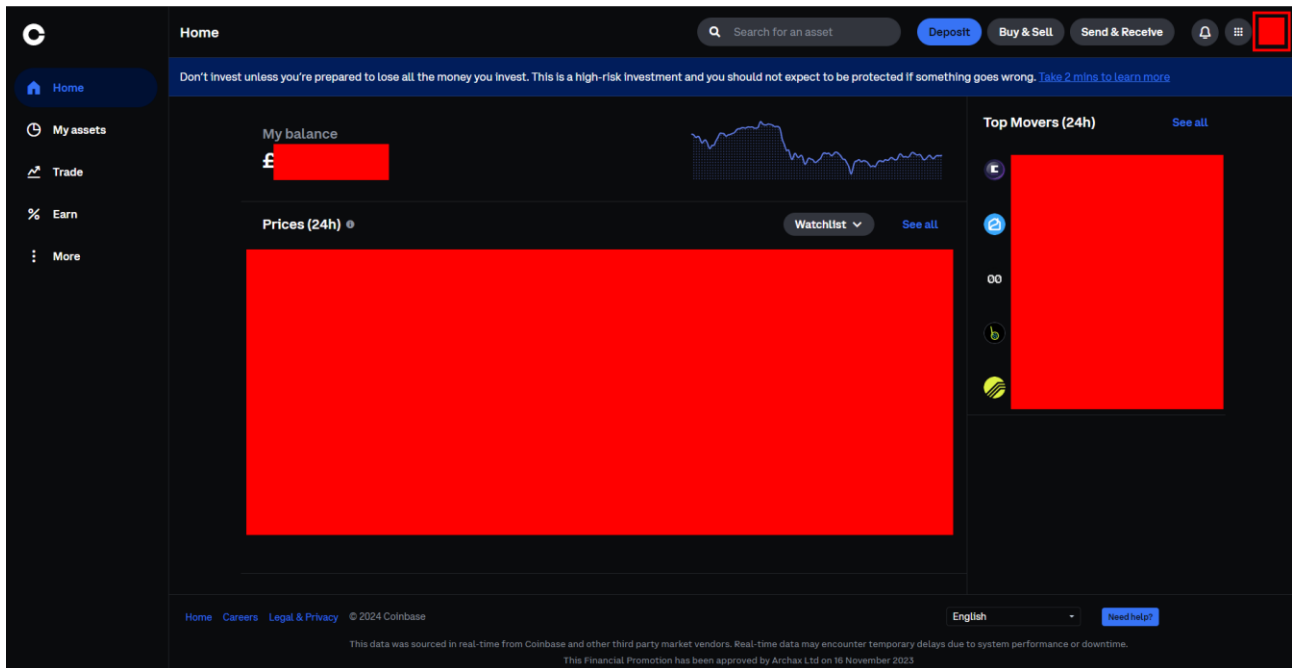 Home
Search for an asset
Deposit
Buy & Sell
Send & Receive
Don't invest unless you're prepared to lose all the money you invest. This is a high-risk investment and you should not expect to be protected if something goes wrong. Take 2 mins to learn more
Home
My assets
Trade
Earn
More
My balance
£
Prices (24h)
Watchlist
See all
Top Movers (24h)
See all
Home
Careers
Legal & Privacy
© 2024 Coinbase
English
Need help?
This data was sourced in real-time from Coinbase and other third party market vendors. Real-time data may encounter temporary delays due to system performance or downtime.
This Financial Promotion has been approved by Archax Ltd on 16 November 2023